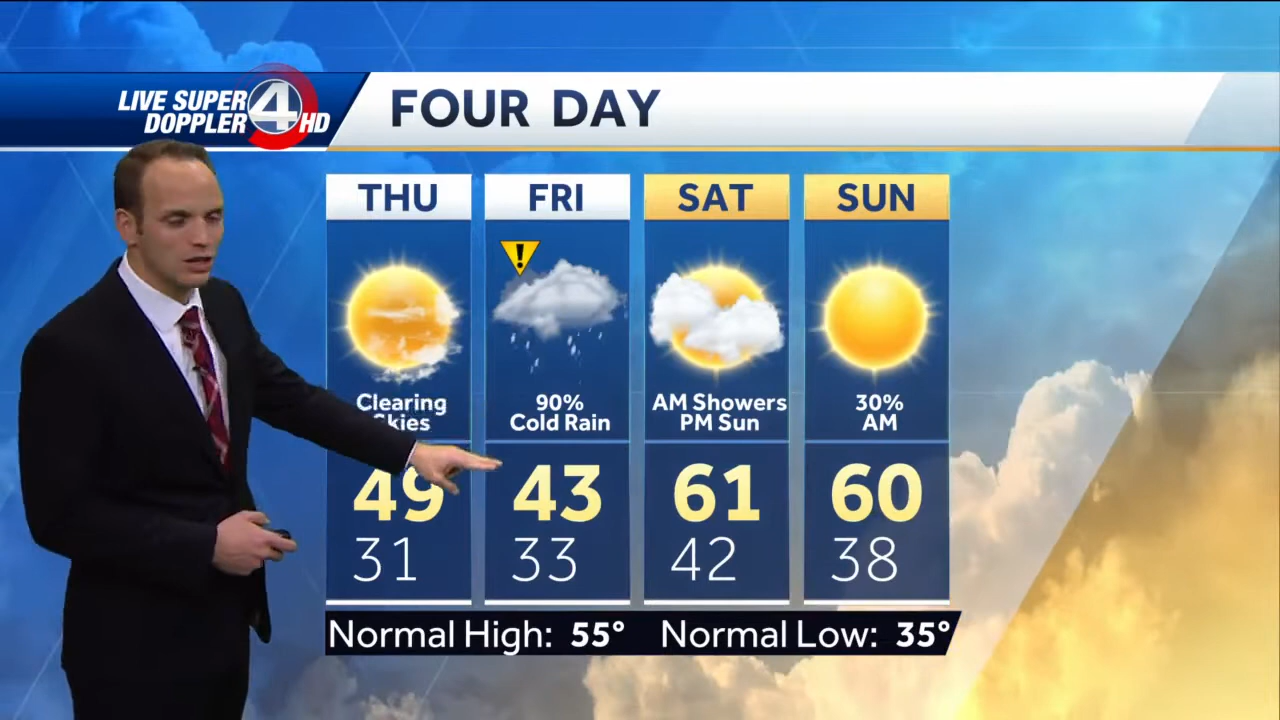 LIVE SUPER
DOPPLER 4 HD
FOUR DAY
THU FRI SAT SUN
!
Clearing Skies
90% Cold Rain
AM Showers PM Sun
30% AM
49 43 61 60
31 33 42 38
Normal High: 55° Normal Low: 35°